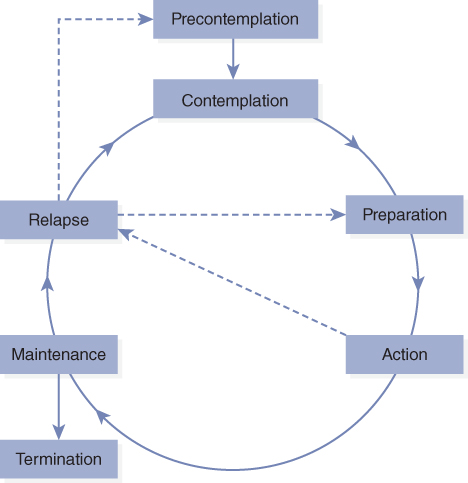 Precontemplation
Contemplation
Relapse
Preparation
Maintenance
Action
Termination